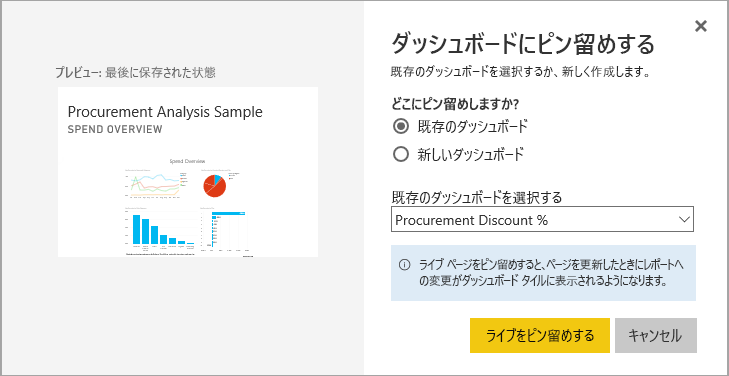 プレビュー: 最後に保存された状態
Procurement Analysis Sample
SPEND OVERVIEW
Spend Overview
ダッシュボードにピン留めする
既存のダッシュボードを選択するか、新しく作成します。
どこにピン留めしますか?
既存のダッシュボード
新しいダッシュボード
既存のダッシュボードを選択する
Procurement Discount %
ライブ ページをピン留めすると、ページを更新したときにレポートへ
の変更がダッシュボード タイルに表示されるようになります。
ライブをピン留めする
キャンセル